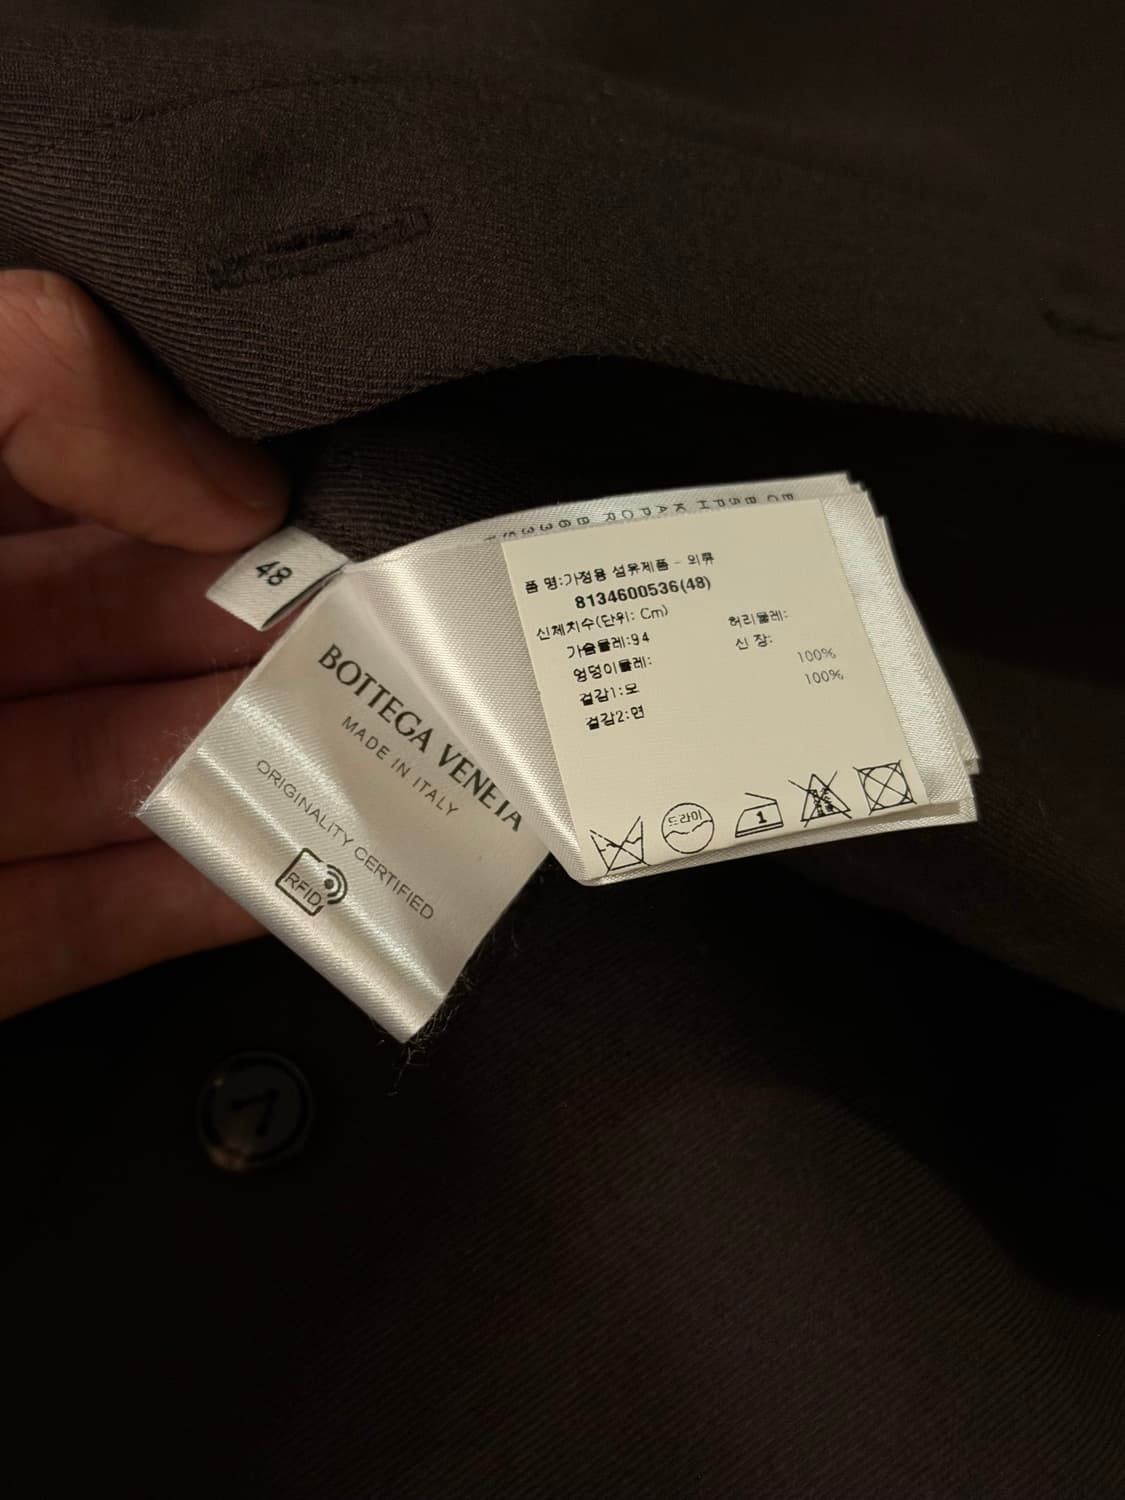 48
BOTTEGA VENETA
MADE IN ITALY
ORIGINALITY CERTIFIED
RFID
품 명:가정용 섬유제품 - 외류
8134600536(48)
신체치수(단위: Cm)
가슴둘레:94
허리둘레:
엉덩이둘레:
신 장:
겉감1:모 100%
겉감2:면 100%
드라이
1